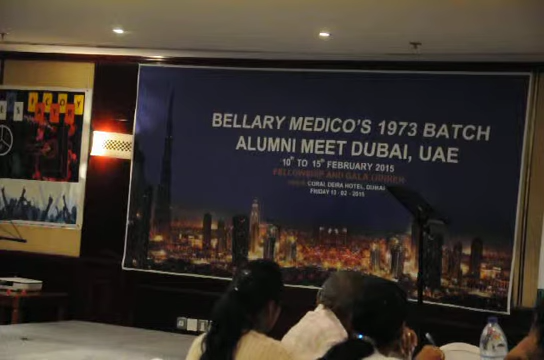 BELLARY MEDICO'S 1973 BATCH
ALUMNI MEET DUBAI, UAE
10th TO 15th FEBRUARY 2015
FELLOWSHIP AND GALA DINNER
CORAL DEIRA HOTEL, DUBAI
FRIDAY 13 - 02 - 2015